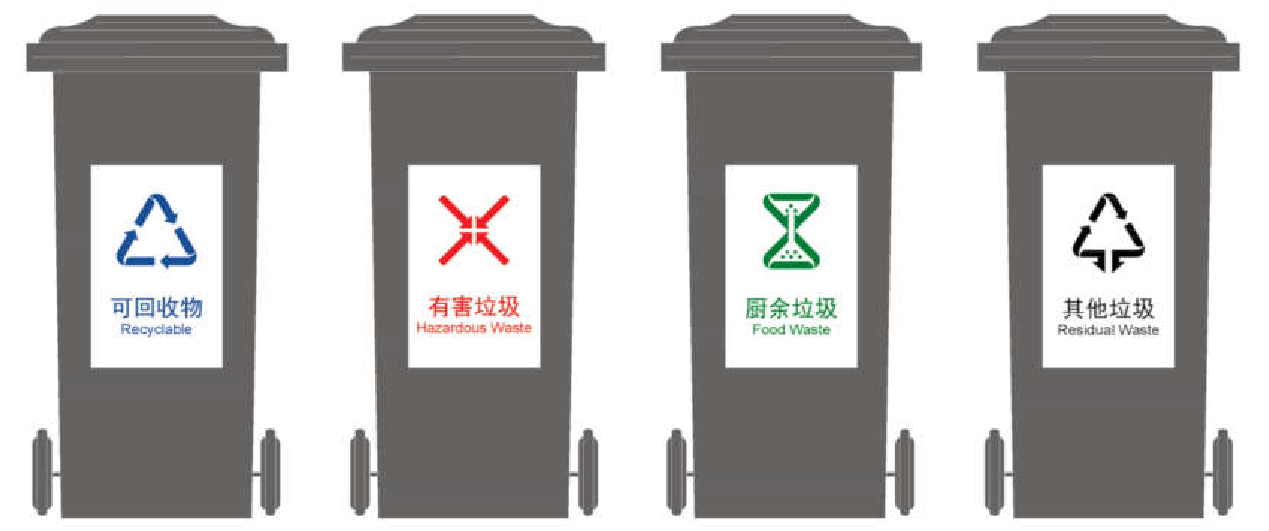 可回收物
Recyclable
有害垃圾
Hazardous Waste
厨余垃圾
Food Waste
其他垃圾
Residual Waste